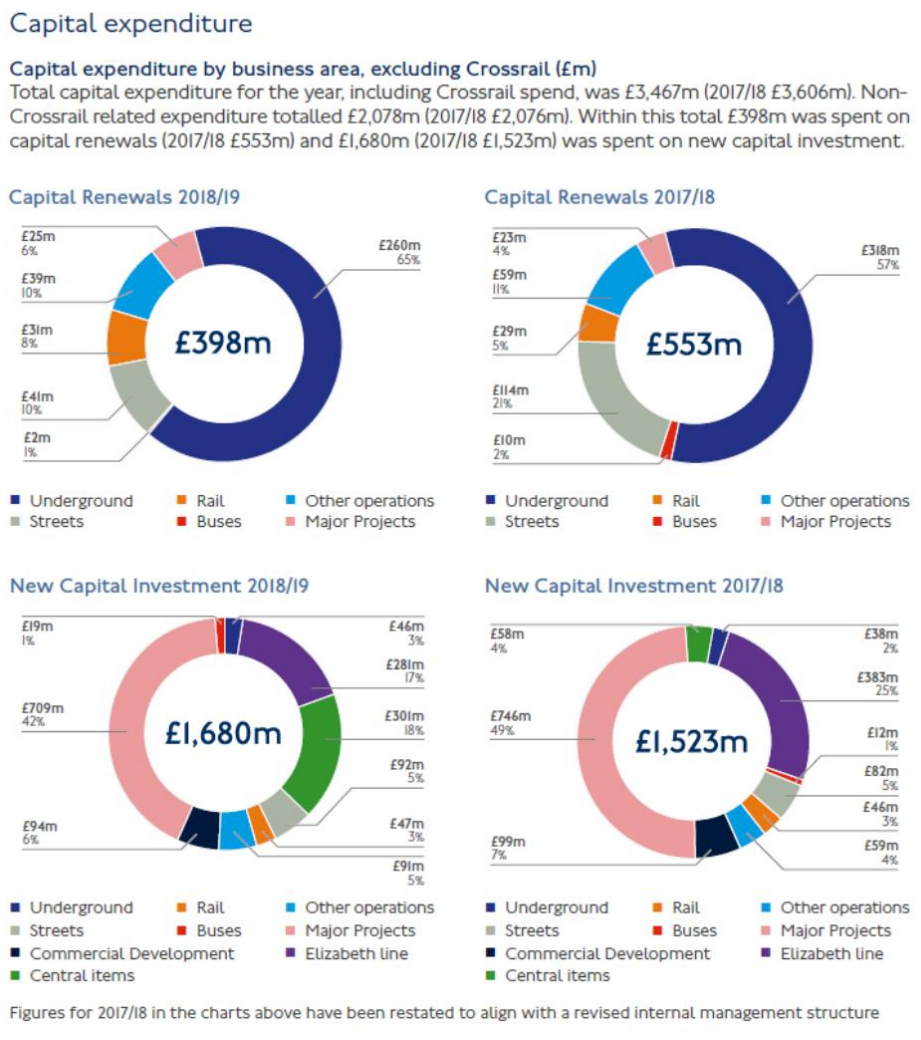 Capital expenditure
Capital expenditure by business area, excluding Crossrail (£m)
Total capital expenditure for the year, including Crossrail spend, was £3,467m (2017/18 £3,606m). Non-
Crossrail related expenditure totalled £2,078m (2017/18 £2,076m). Within this total £398m was spent on
capital renewals (2017/18 £553m) and £1,680m (2017/18 £1,523m) was spent on new capital investment.
Capital Renewals 2018/19
£25m
6%
£39m
10%
£31m
8%
£41m
10%
£2m
1%
£260m
65%
£398m
Underground
Rail
Other operations
Streets
Buses
Major Projects
Capital Renewals 2017/18
£23m
4%
£59m
11%
£29m
5%
£114m
21%
£10m
2%
£318m
57%
£553m
Underground
Rail
Other operations
Streets
Buses
Major Projects
New Capital Investment 2018/19
£19m
1%
£709m
42%
£94m
6%
£46m
3%
£281m
17%
£301m
18%
£92m
5%
£47m
3%
£91m
5%
£1,680m
Underground
Rail
Other operations
Streets
Buses
Major Projects
Commercial Development
Elizabeth line
Central items
New Capital Investment 2017/18
£58m
4%
£746m
49%
£99m
7%
£38m
2%
£383m
25%
£12m
1%
£82m
5%
£46m
3%
£59m
4%
£1,523m
Underground
Rail
Other operations
Streets
Buses
Major Projects
Commercial Development
Elizabeth line
Central items
Figures for 2017/18 in the charts above have been restated to align with a revised internal management structure